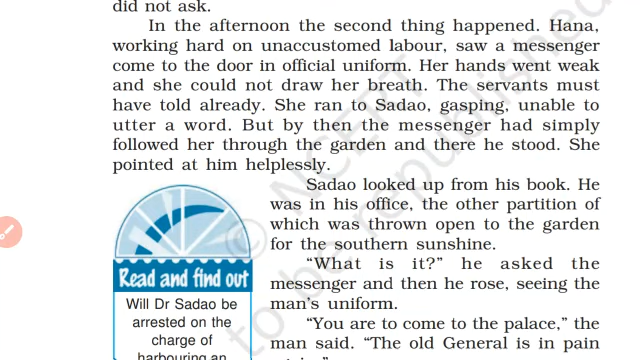 did not ask.
In the afternoon the second thing happened. Hana,
working hard on unaccustomed labour, saw a messenger
come to the door in official uniform. Her hands went weak
and she could not draw her breath. The servants must
have told already. She ran to Sadao, gasping, unable to
utter a word. But by then the messenger had simply
followed her through the garden and there he stood. She
pointed at him helplessly.
Sadao looked up from his book. He
was in his office, the other partition of
which was thrown open to the garden
for the southern sunshine.
“What is it?” he asked the
messenger and then he rose, seeing the
man’s uniform.
“You are to come to the palace,” the
man said. “The old General is in pain
again.”
Read and find out
Will Dr Sadao be
arrested on the
charge of
harbouring an
© NCERT
to be republished